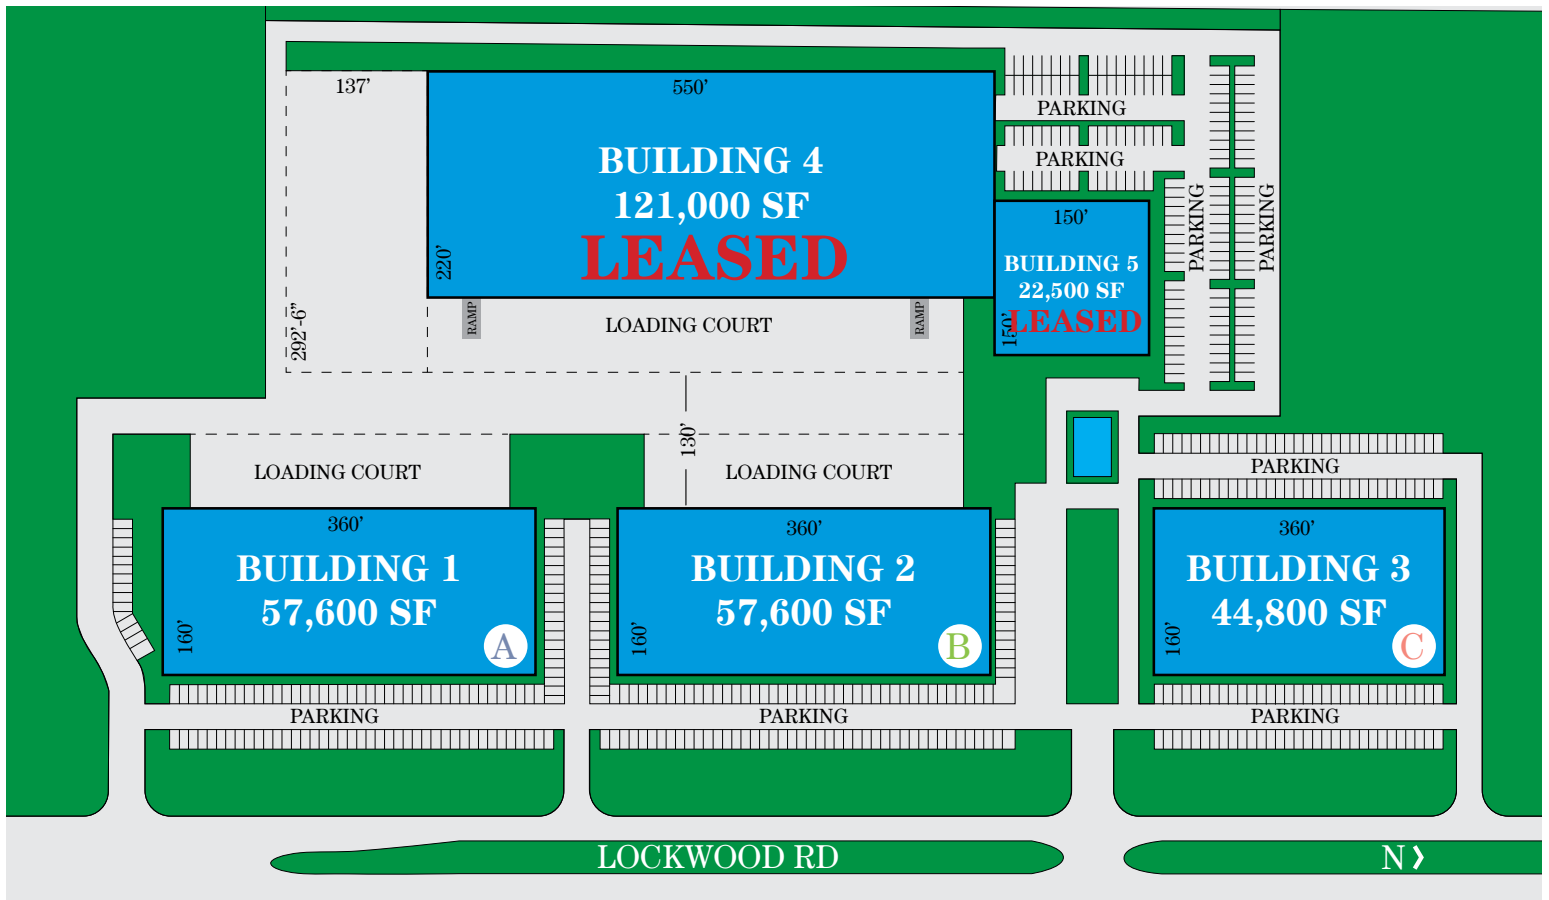 137'
550'
BUILDING 4
121,000 SF
LEASED
220'
292'-6"
RAMP
LOADING COURT
RAMP
PARKING
PARKING
PARKING
PARKING
150'
BUILDING 5
22,500 SF
LEASED
150'
130'
LOADING COURT
LOADING COURT
PARKING
360'
BUILDING 1
57,600 SF
160'
A
360'
BUILDING 2
57,600 SF
160'
B
360'
BUILDING 3
44,800 SF
160'
C
PARKING
PARKING
PARKING
LOCKWOOD RD
N